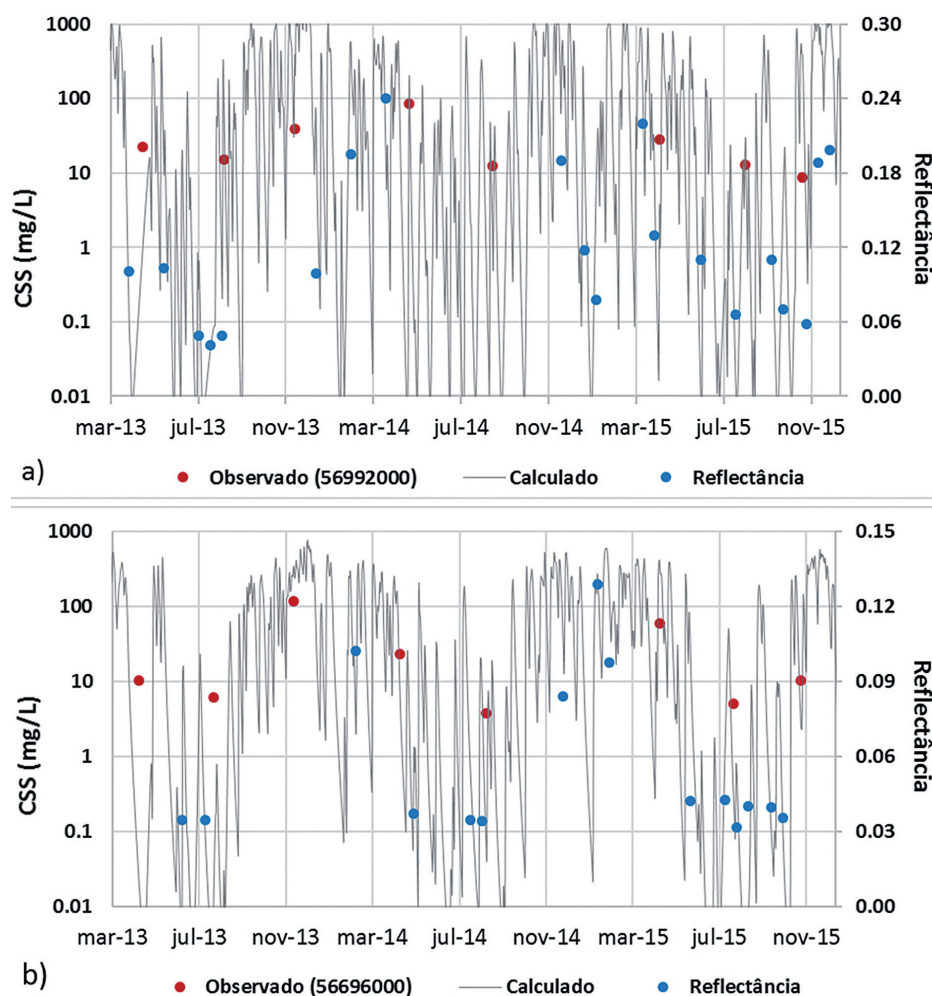 1000
100
10
1
0.1
0.01
CSS (mg/L)
0.30
0.24
0.18
0.12
0.06
0.00
Reflectância
mar-13 jul-13 nov-13 mar-14 jul-14 nov-14 mar-15 jul-15 nov-15
a)
Observado (56992000) Calculado Reflectância
1000
100
10
1
0.1
0.01
CSS (mg/L)
0.15
0.12
0.09
0.06
0.03
0.00
Reflectância
mar-13 jul-13 nov-13 mar-14 jul-14 nov-14 mar-15 jul-15 nov-15
b)
Observado (56696000) Calculado Reflectância